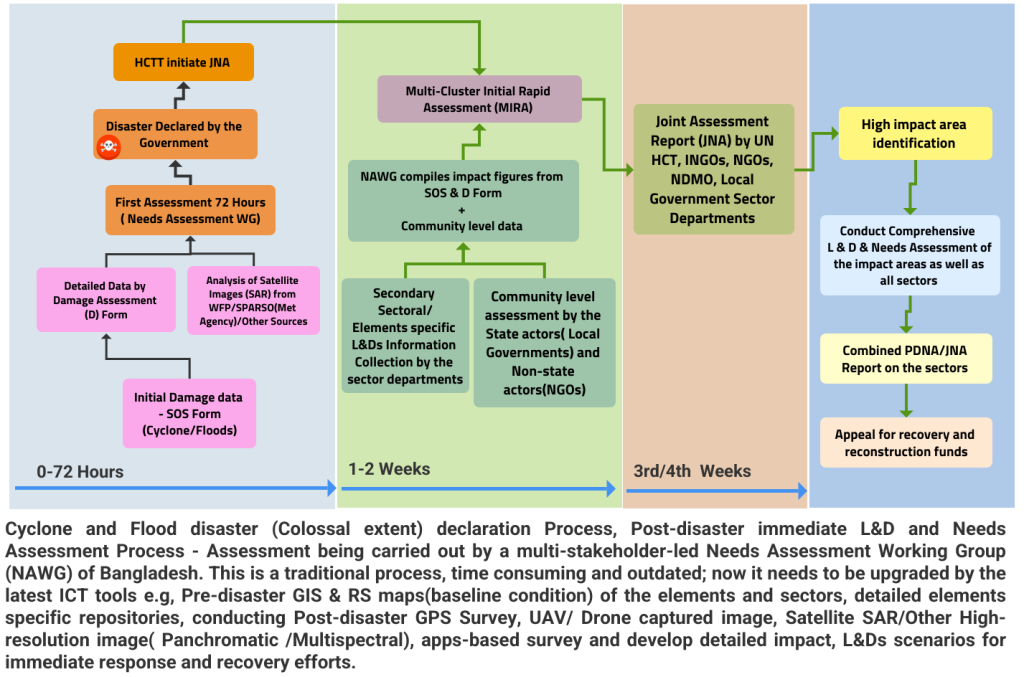 HCTT initiate JNA
Disaster Declared by the
Government
First Assessment 72 Hours
( Needs Assessment WG)
Detailed Data by
Damage Assessment
(D) Form
Analysis of Satellite
Images (SAR) from
WFP/SPARSO(Met
Agency)/Other Sources
Initial Damage data
- SOS Form
(Cyclone/Floods)
0-72 Hours
Multi-Cluster Initial Rapid
Assessment (MIRA)
NAWG compiles impact figures from
SOS & D Form
+
Community level data
Secondary
Sectoral/
Elements specific
L&Ds Information
Collection by the
sector departments
Community level
assessment by the
State actors( Local
Governments) and
Non-state
actors(NGOs)
1-2 Weeks
Joint Assessment
Report (JNA) by UN
HCT, INGOs, NGOs,
NDMO, Local
Government Sector
Departments
3rd/4th Weeks
High impact area
identification
Conduct Comprehensive
L & D & Needs Assessment of
the impact areas as well as
all sectors
Combined PDNA/JNA
Report on the sectors
Appeal for recovery and
reconstruction funds
Cyclone and Flood disaster (Colossal extent) declaration Process, Post-disaster immediate L&D and Needs
Assessment Process - Assessment being carried out by a multi-stakeholder-led Needs Assessment Working Group
(NAWG) of Bangladesh. This is a traditional process, time consuming and outdated; now it needs to be upgraded by the
latest ICT tools e.g, Pre-disaster GIS & RS maps(baseline condition) of the elements and sectors, detailed elements
specific repositories, conducting Post-disaster GPS Survey, UAV/ Drone captured image, Satellite SAR/Other High-
resolution image( Panchromatic /Multispectral), apps-based survey and develop detailed impact, L&Ds scenarios for
immediate response and recovery efforts.